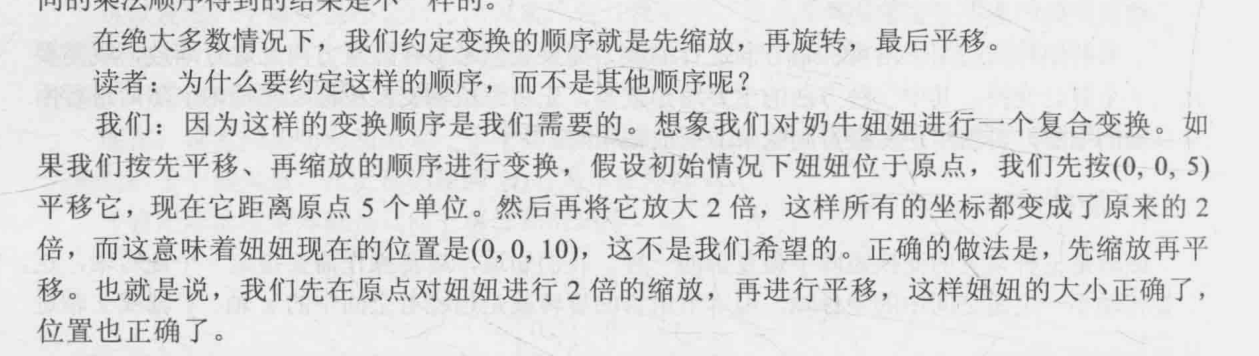 同的乘法顺序得到的结果是不一样的。
在绝大多数情况下，我们约定变换的顺序就是先缩放，再旋转，最后平移。
读者：为什么要约定这样的顺序，而不是其他顺序呢？
我们：因为这样的变换顺序是我们需要的。想象我们对奶牛妞妞进行一个复合变换。如
果我们按先平移、再缩放的顺序进行变换，假设初始情况下妞妞位于原点，我们先按(0, 0, 5)
平移它，现在它距离原点 5 个单位。然后再将它放大 2 倍，这样所有的坐标都变成了原来的 2
倍，而这意味着妞妞现在的位置是(0, 0, 10)，这不是我们希望的。正确的做法是，先缩放再平
移。也就是说，我们先在原点对妞妞进行 2 倍的缩放，再进行平移，这样妞妞的大小正确了，
位置也正确了。